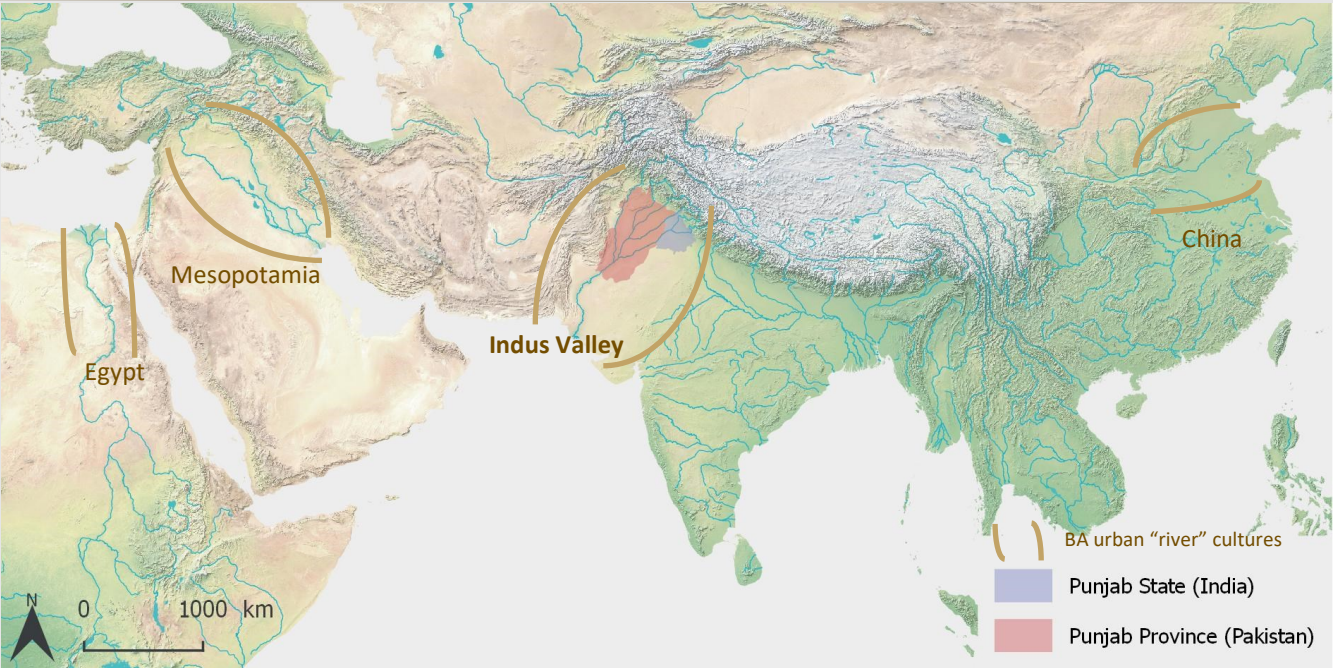 Mesopotamia
Egypt
Indus Valley
China
BA urban “river” cultures
Punjab State (India)
Punjab Province (Pakistan)
N
0 1000 km